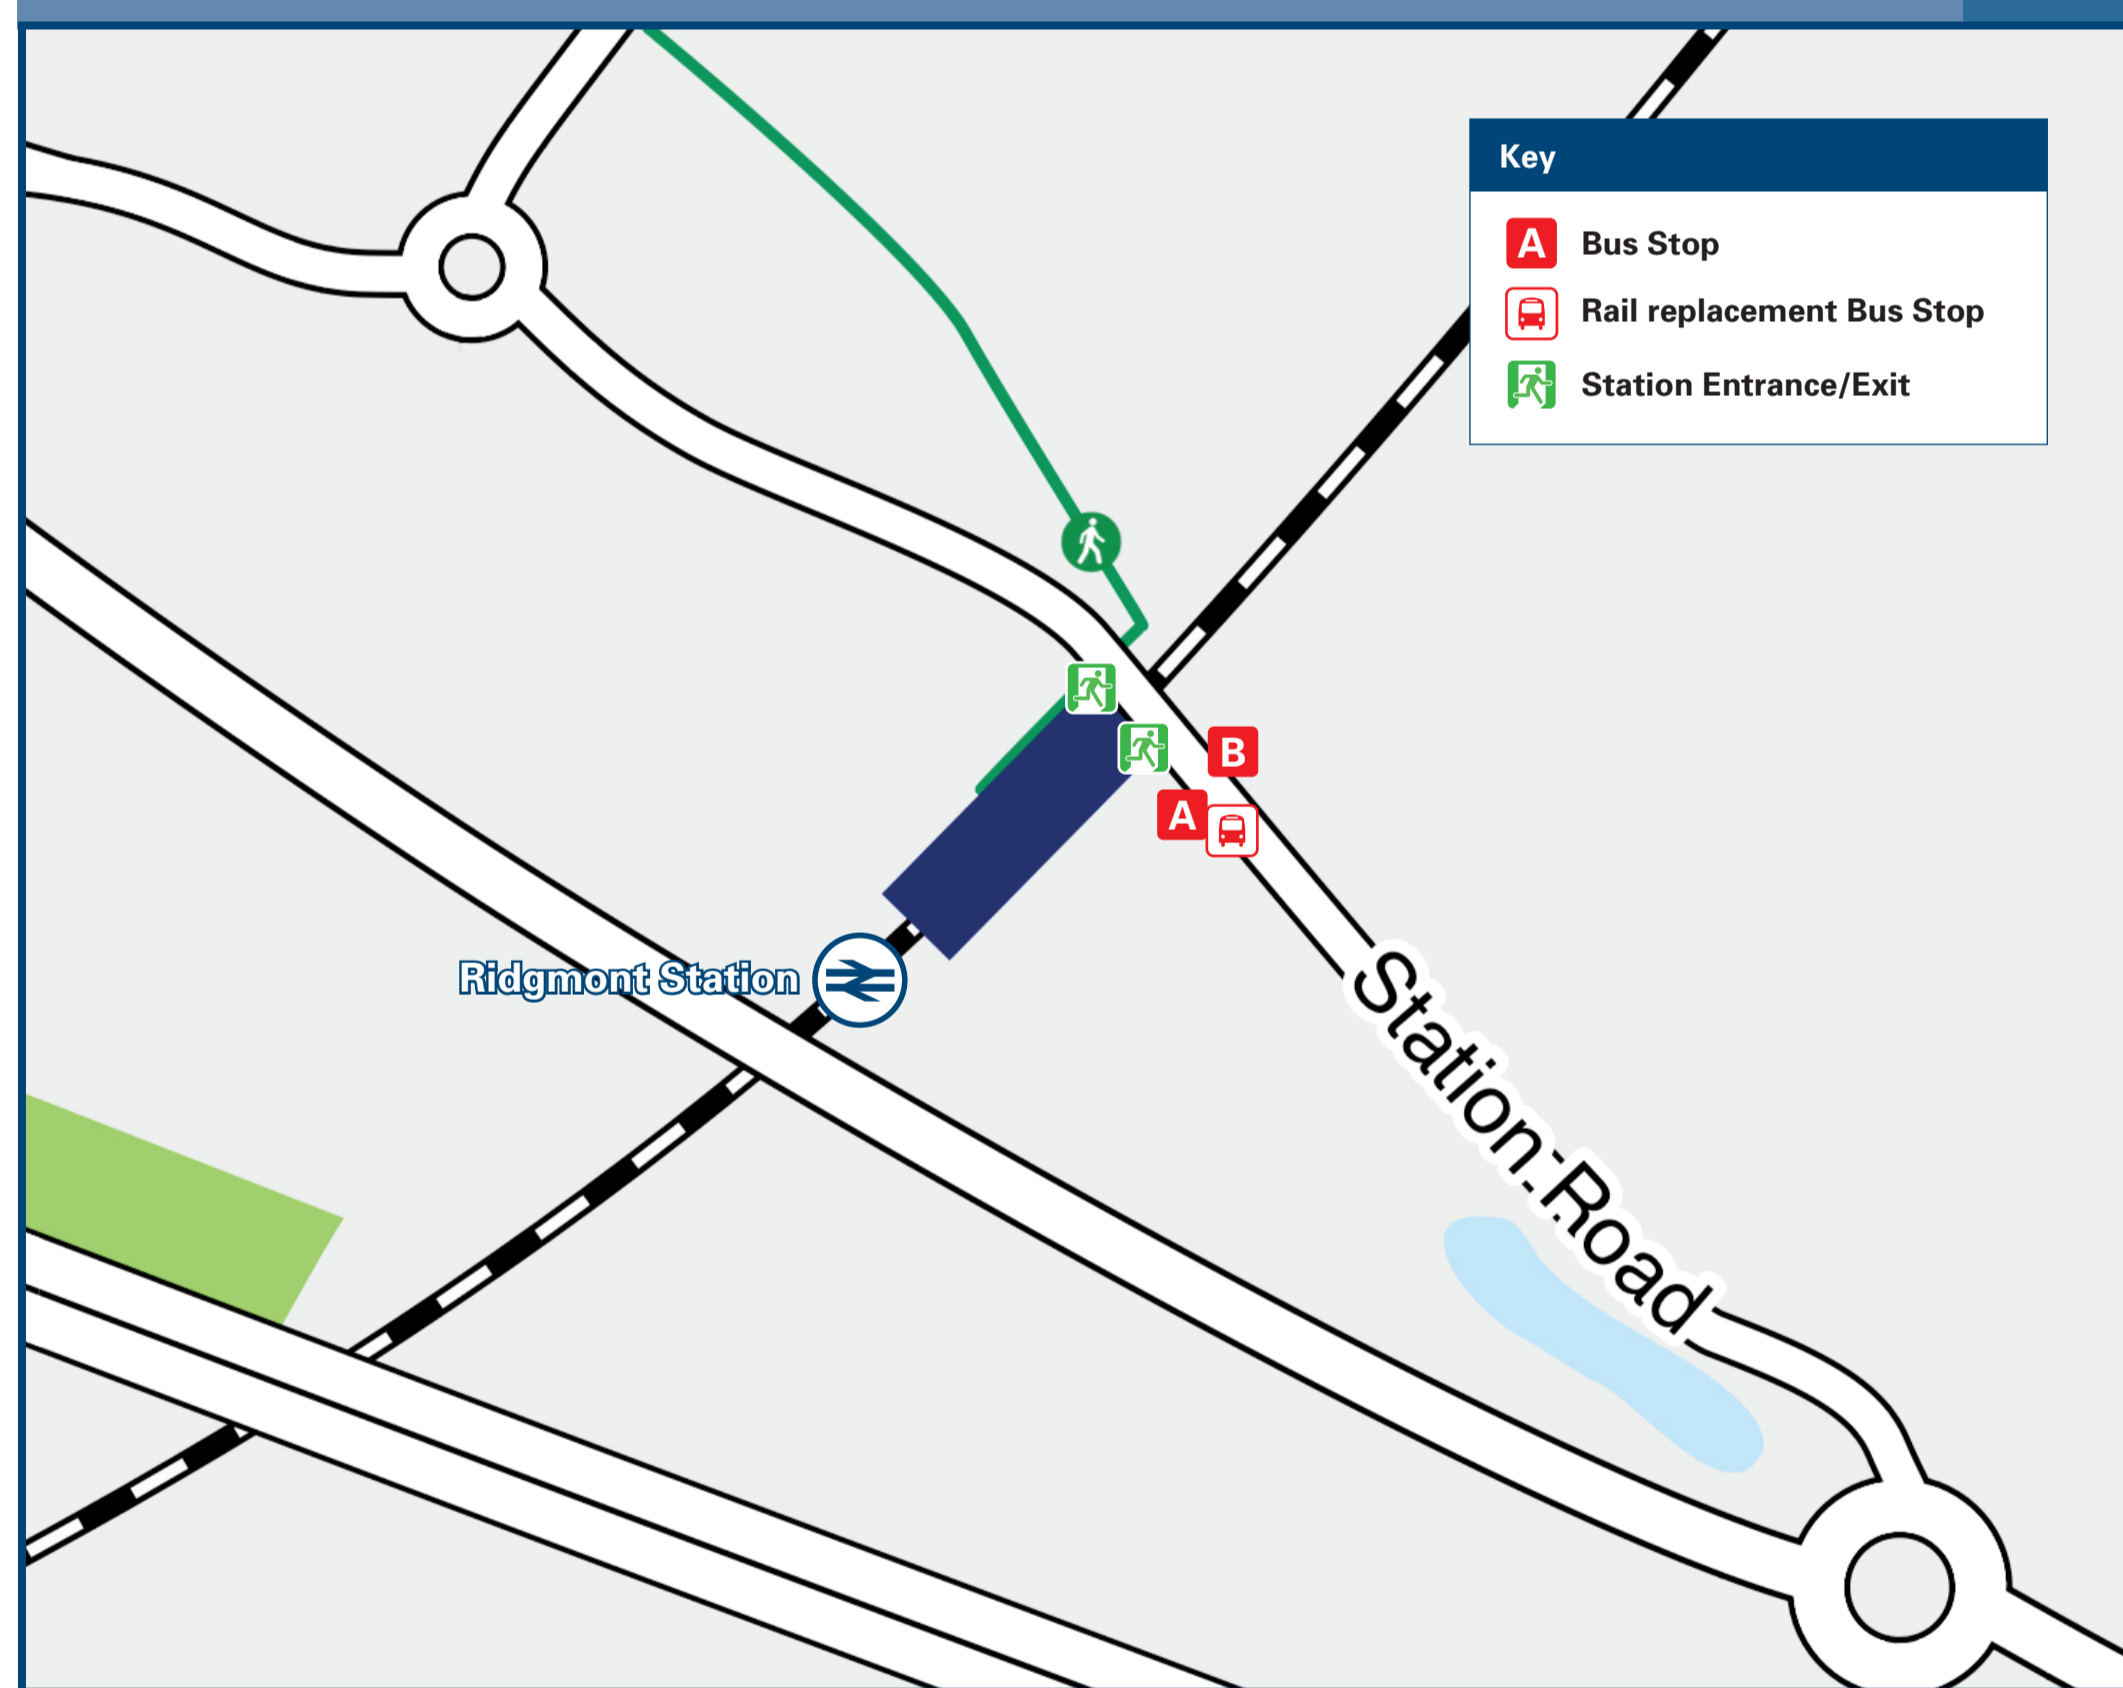 Key
A Bus Stop
Rail replacement Bus Stop
Station Entrance/Exit
B
A
Ridgmont Station
Station Road